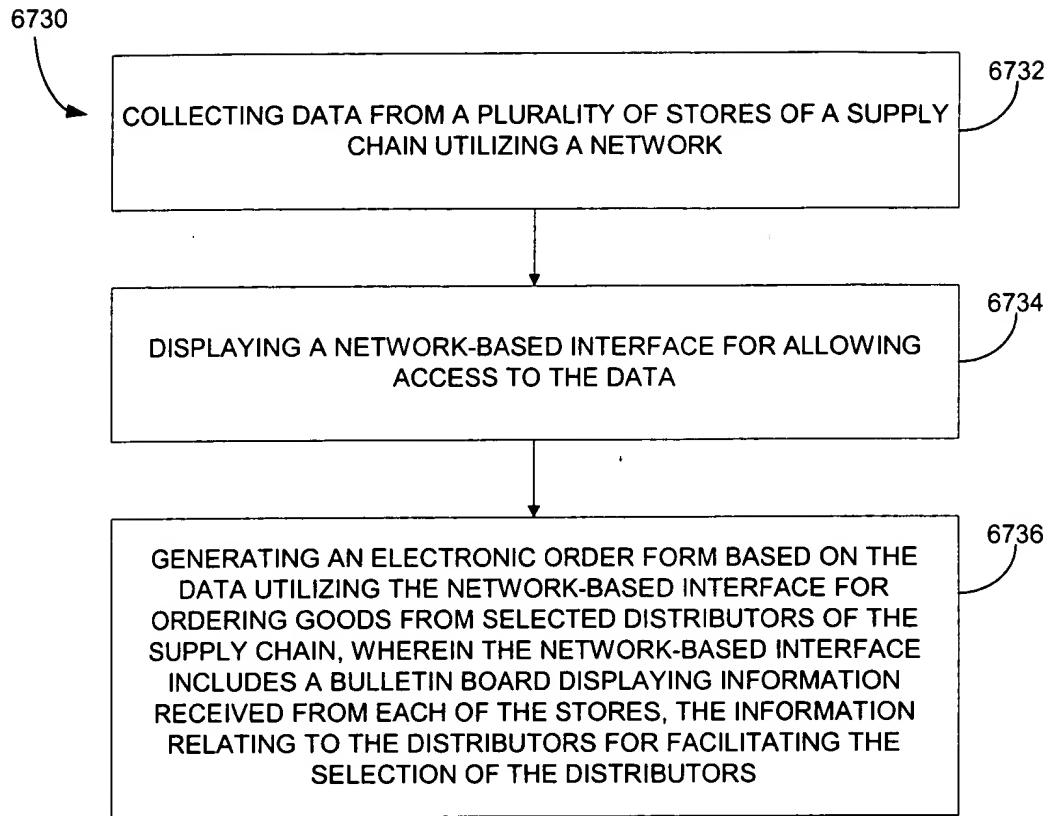 6730
6732
COLLECTING DATA FROM A PLURALITY OF STORES OF A SUPPLY
CHAIN UTILIZING A NETWORK
6734
DISPLAYING A NETWORK-BASED INTERFACE FOR ALLOWING
ACCESS TO THE DATA
6736
GENERATING AN ELECTRONIC ORDER FORM BASED ON THE
DATA UTILIZING THE NETWORK-BASED INTERFACE FOR
ORDERING GOODS FROM SELECTED DISTRIBUTORS OF THE
SUPPLY CHAIN, WHEREIN THE NETWORK-BASED INTERFACE
INCLUDES A BULLETIN BOARD DISPLAYING INFORMATION
RECEIVED FROM EACH OF THE STORES, THE INFORMATION
RELATING TO THE DISTRIBUTORS FOR FACILITATING THE
SELECTION OF THE DISTRIBUTORS